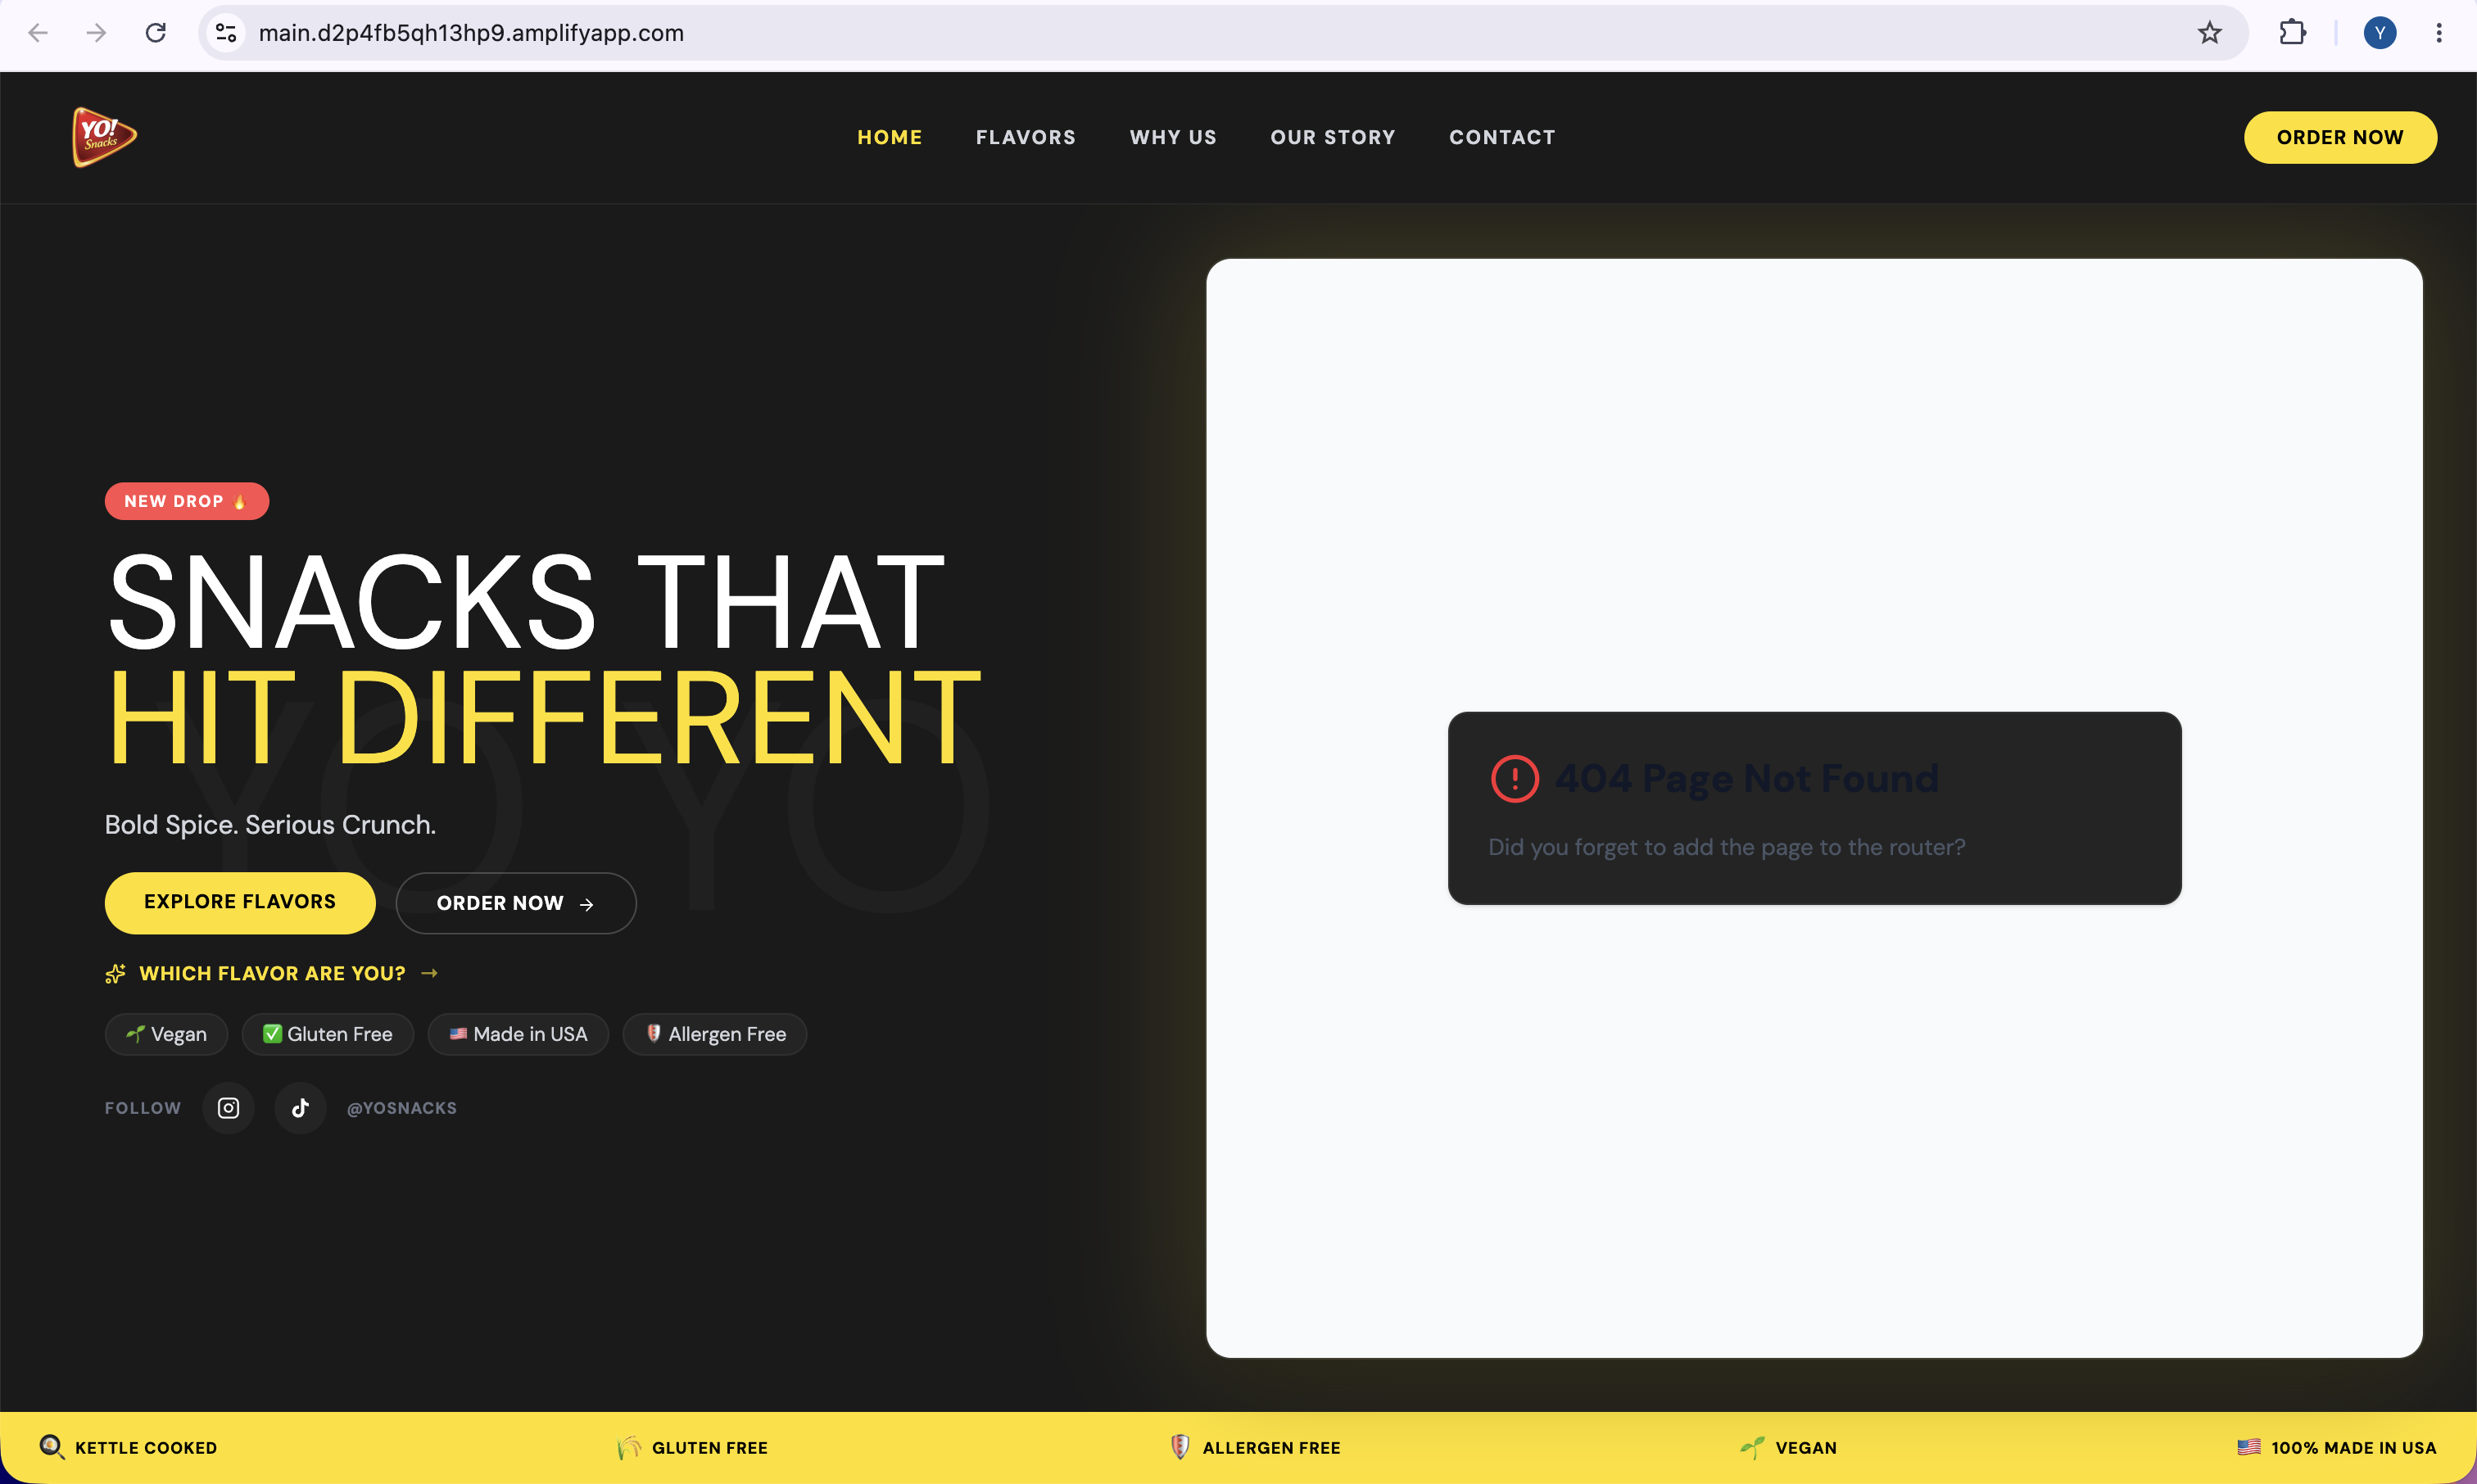 main.d2p4fb5qh13hp9.amplifyapp.com
Y
YO!
Snacks
HOME
FLAVORS
WHY US
OUR STORY
CONTACT
ORDER NOW
NEW DROP 🔥
SNACKS THAT
HIT DIFFERENT
YO YO
Bold Spice. Serious Crunch.
EXPLORE FLAVORS
ORDER NOW →
WHICH FLAVOR ARE YOU? →
🌱 Vegan
✅ Gluten Free
🇺🇸 Made in USA
Allergen Free
FOLLOW
@YOSNACKS
404 Page Not Found
Did you forget to add the page to the router?
🍳 KETTLE COOKED
🌾 GLUTEN FREE
ALLERGEN FREE
🌱 VEGAN
🇺🇸 100% MADE IN USA